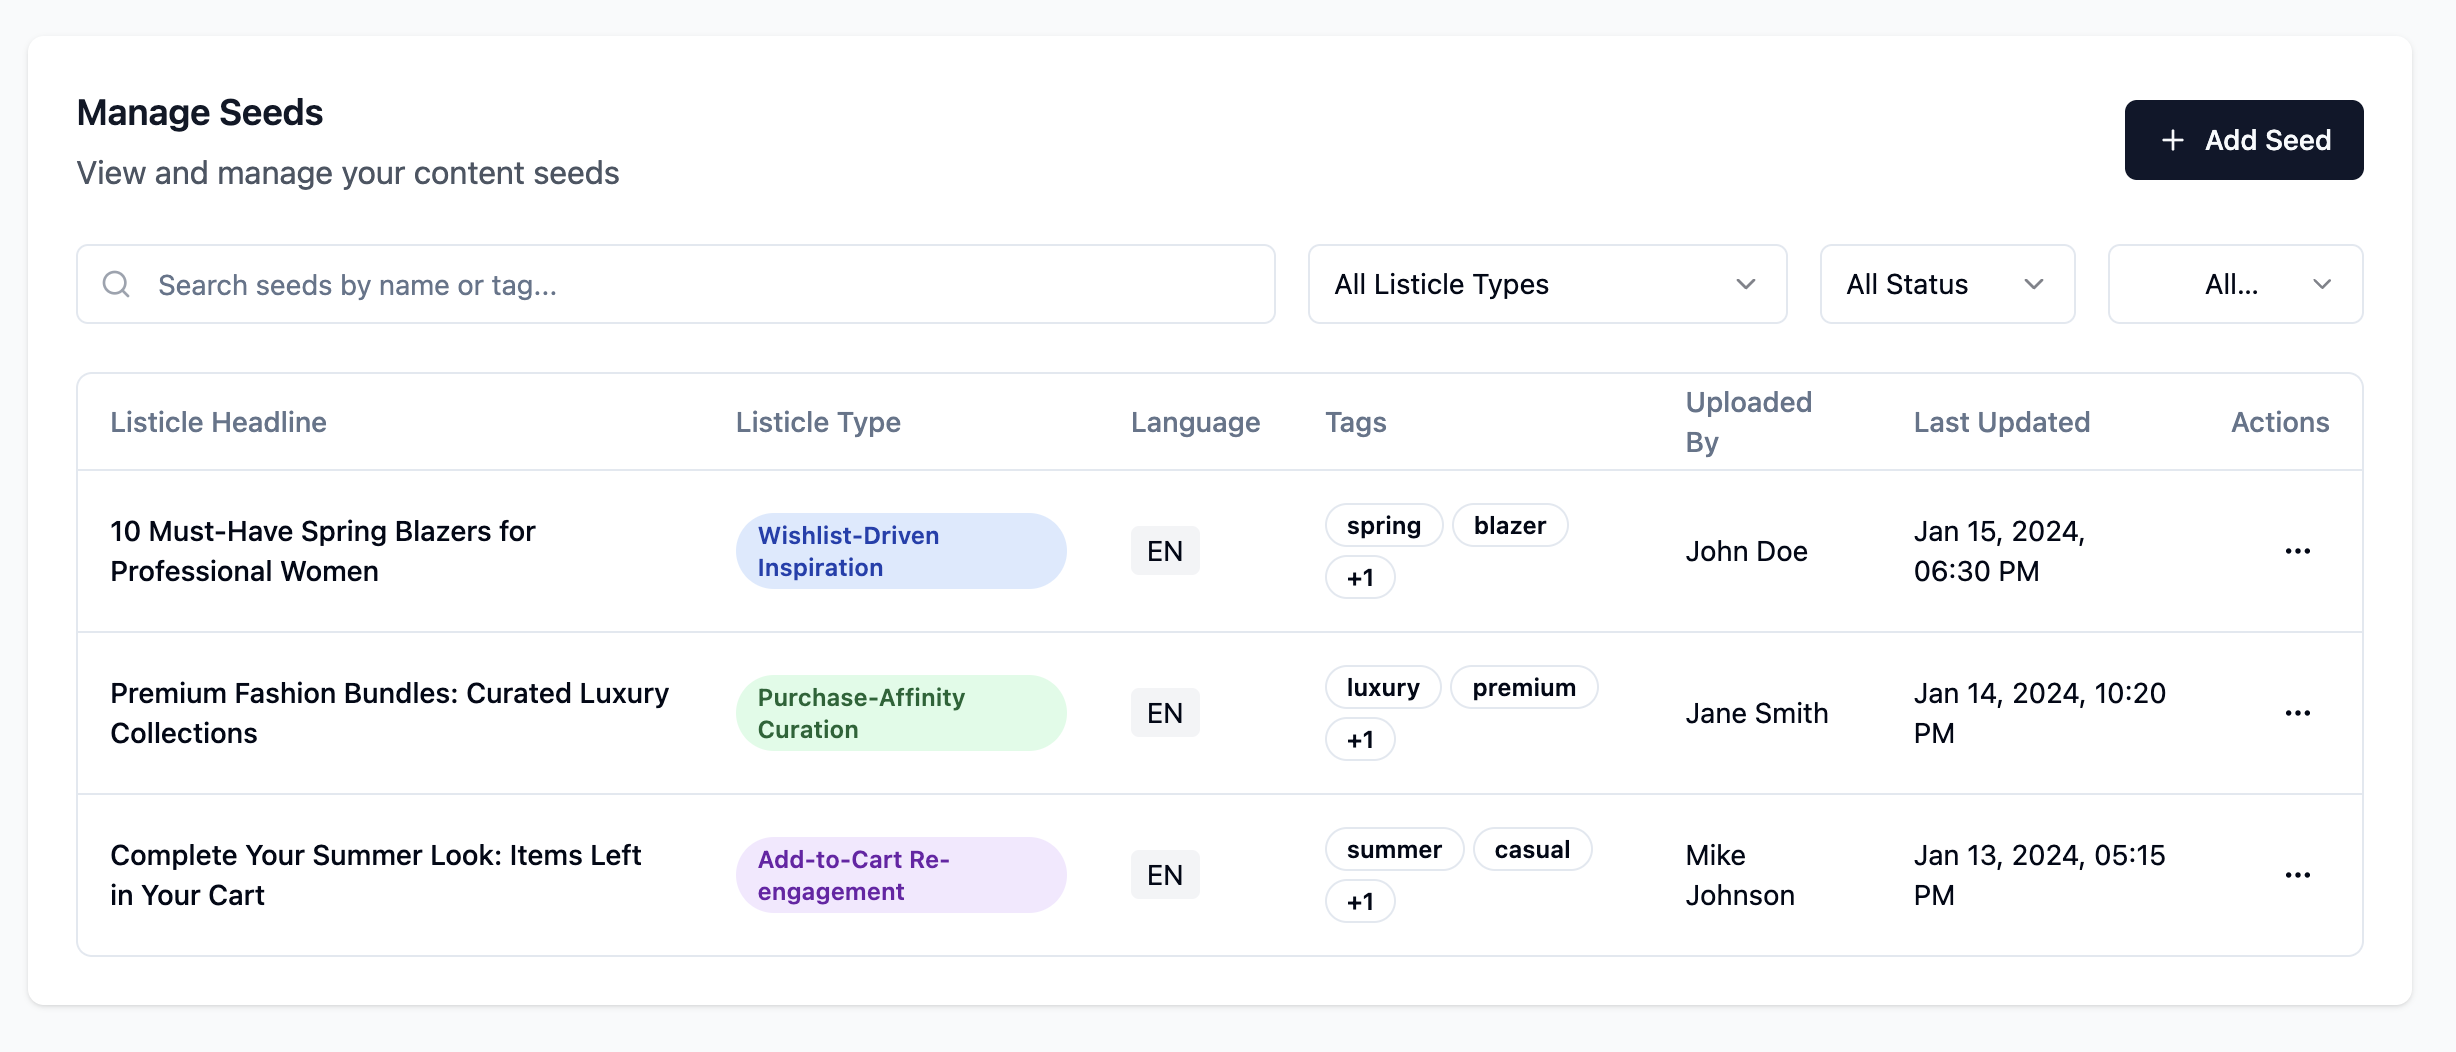 Manage Seeds
View and manage your content seeds
+ Add Seed
Search seeds by name or tag...
All Listicle Types
All Status
All...
Listicle Headline
Listicle Type
Language
Tags
Uploaded
By
Last Updated
Actions
10 Must-Have Spring Blazers for
Professional Women
Wishlist-Driven
Inspiration
EN
spring
blazer
+1
John Doe
Jan 15, 2024,
06:30 PM
...
Premium Fashion Bundles: Curated Luxury
Collections
Purchase-Affinity
Curation
EN
luxury
premium
+1
Jane Smith
Jan 14, 2024, 10:20
PM
...
Complete Your Summer Look: Items Left
in Your Cart
Add-to-Cart Re-
engagement
EN
summer
casual
+1
Mike
Johnson
Jan 13, 2024, 05:15
PM
...